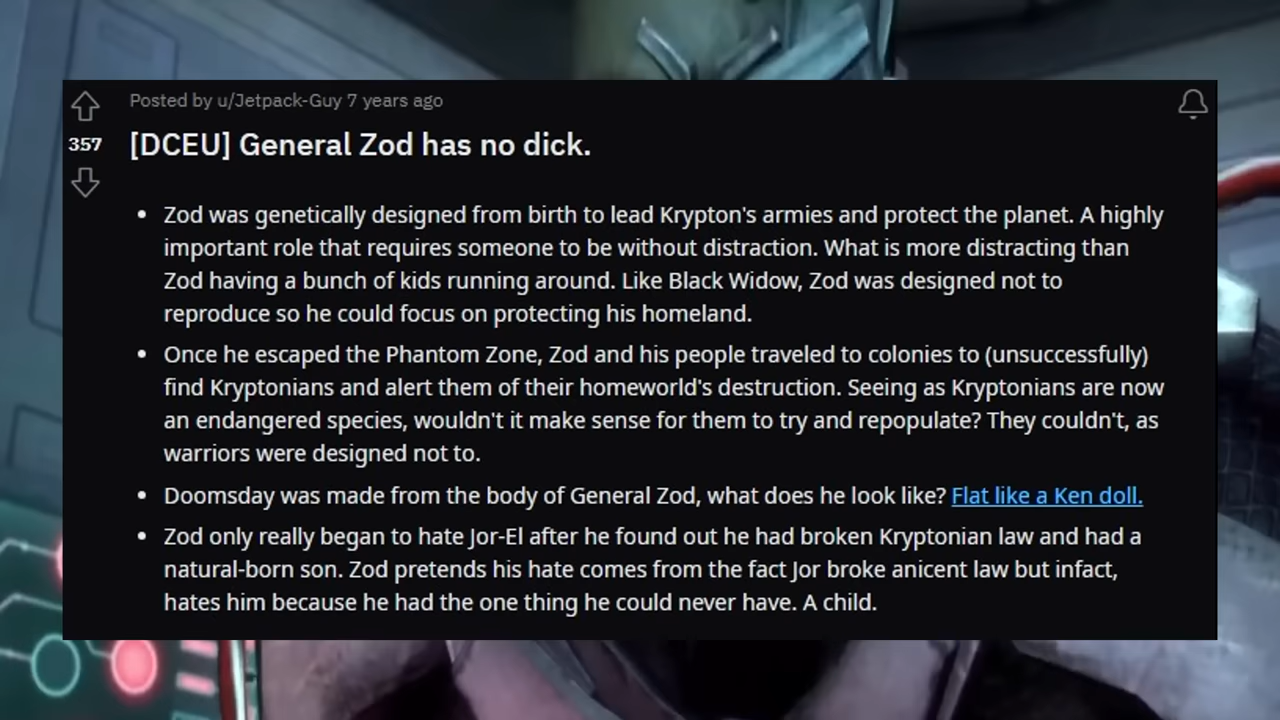 Posted by u/Jetpack-Guy 7 years ago
357
[DCEU] General Zod has no dick.
• Zod was genetically designed from birth to lead Krypton's armies and protect the planet. A highly
important role that requires someone to be without distraction. What is more distracting than
Zod having a bunch of kids running around. Like Black Widow, Zod was designed not to
reproduce so he could focus on protecting his homeland.
• Once he escaped the Phantom Zone, Zod and his people traveled to colonies to (unsuccessfully)
find Kryptonians and alert them of their homeworld's destruction. Seeing as Kryptonians are now
an endangered species, wouldn't it make sense for them to try and repopulate? They couldn't, as
warriors were designed not to.
• Doomsday was made from the body of General Zod, what does he look like? Flat like a Ken doll.
• Zod only really began to hate Jor-El after he found out he had broken Kryptonian law and had a
natural-born son. Zod pretends his hate comes from the fact Jor broke anicent law but infact,
hates him because he had the one thing he could never have. A child.